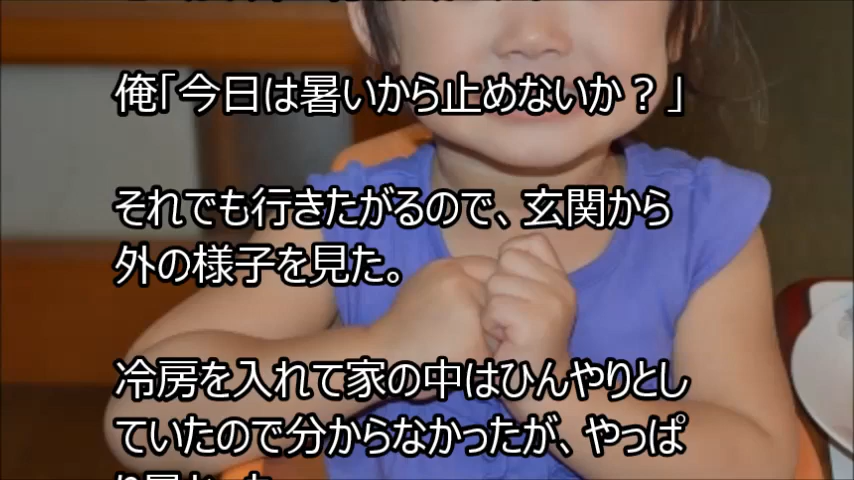 俺「今日は暑いから止めないか？」
それでも行きたがるので、玄関から
外の様子を見た。
冷房を入れて家の中はひんやりとし
ていたので分からなかったが、やっぱ